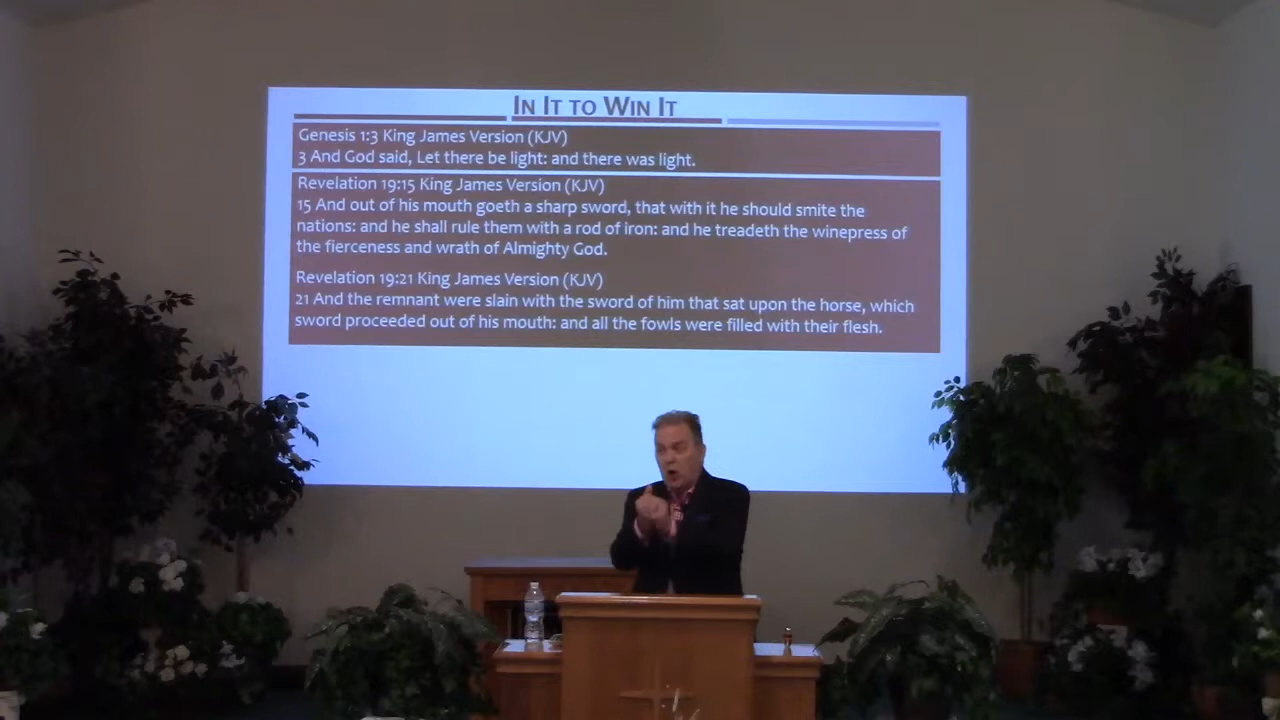 In It to Win It
Genesis 1:3 King James Version (KJV)
3 And God said, Let there be light: and there was light.
Revelation 19:15 King James Version (KJV)
15 And out of his mouth goeth a sharp sword, that with it he should smite the
nations: and he shall rule them with a rod of iron: and he treadeth the winepress of
the fierceness and wrath of Almighty God.
Revelation 19:21 King James Version (KJV)
21 And the remnant were slain with the sword of him that sat upon the horse, which
sword proceeded out of his mouth: and all the fowls were filled with their flesh.